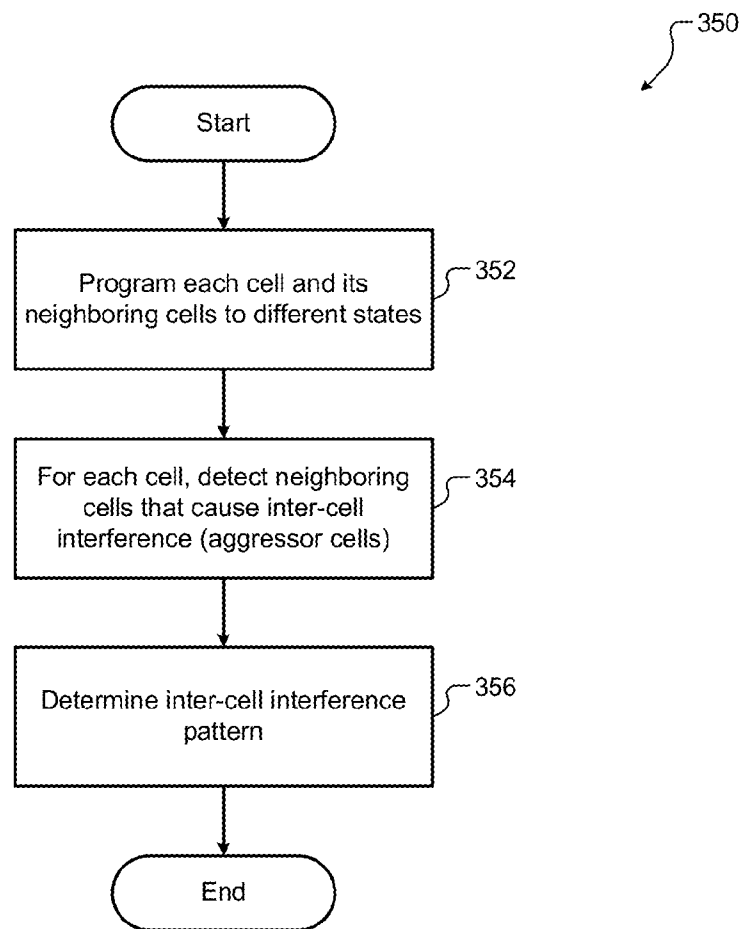 350
Start
Program each cell and its
neighboring cells to different states
352
For each cell, detect neighboring
cells that cause inter-cell
interference (aggressor cells)
354
Determine inter-cell interference
pattern
356
End